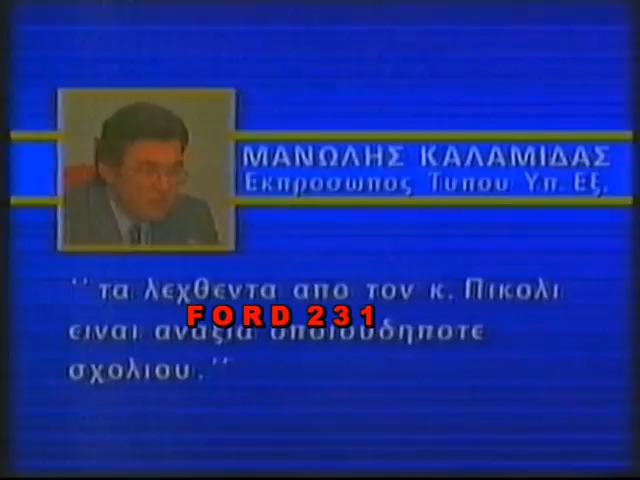 ΜΑΝΩΛΗΣ ΚΑΛΑΜΙΔΑΣ
Εκπροσωπος Τυπου Υπ. Εξ.
΄΄ τα λεχθεντα απο τον κ. Πικολι
FORD 231
ειναι αναξια οποιουδηποτε
σχολιου.΄΄